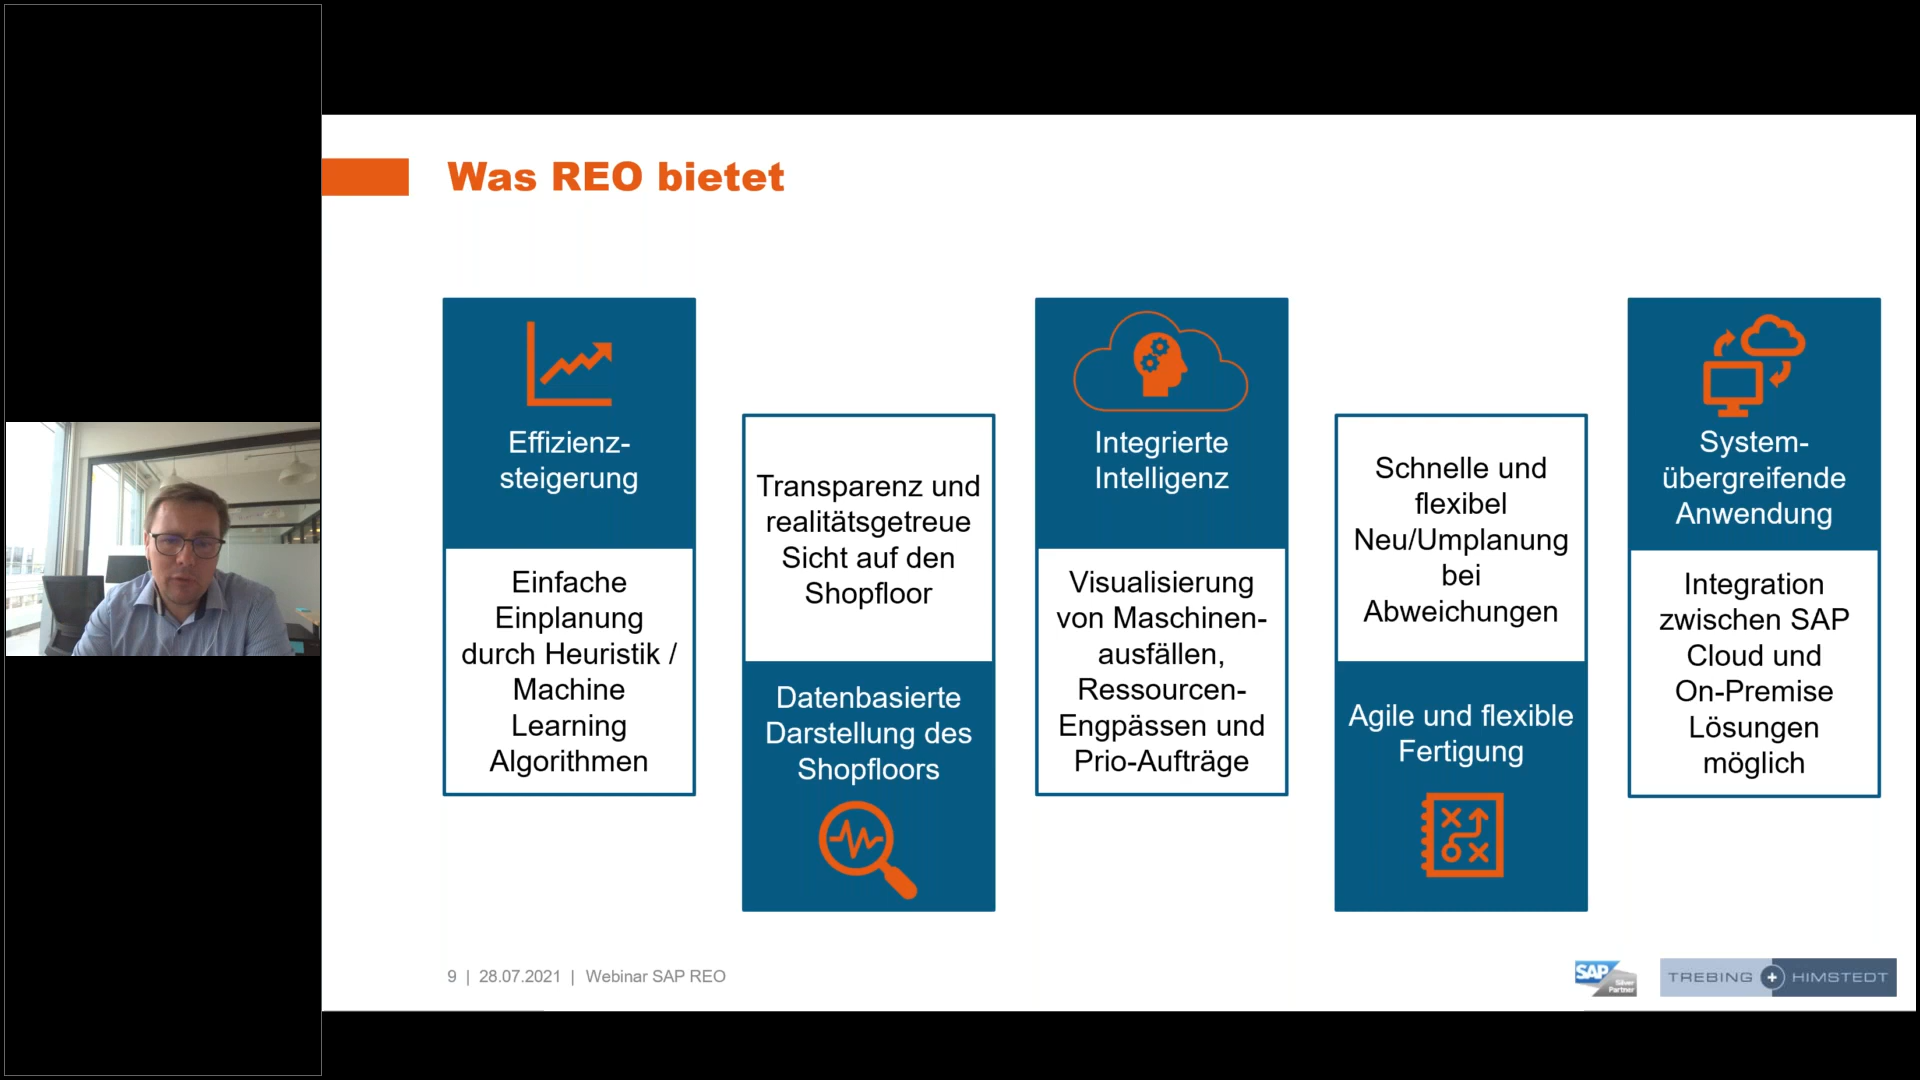 Was REO bietet
Effizienz-
steigerung
Einfache
Einplanung
durch Heuristik /
Machine
Learning
Algorithmen
Transparenz und
realitätsgetreue
Sicht auf den
Shopfloor
Datenbasierte
Darstellung des
Shopfloors
Integrierte
Intelligenz
Visualisierung
von Maschinen-
ausfällen,
Ressourcen-
Engpässen und
Prio-Aufträge
Schnelle und
flexibel
Neu/Umplanung
bei
Abweichungen
Agile und flexible
Fertigung
System-
übergreifende
Anwendung
Integration
zwischen SAP
Cloud und
On-Premise
Lösungen
möglich
9 | 28.07.2021 | Webinar SAP REO
SAP
Silver
Partner
TREBING + HIMSTEDT